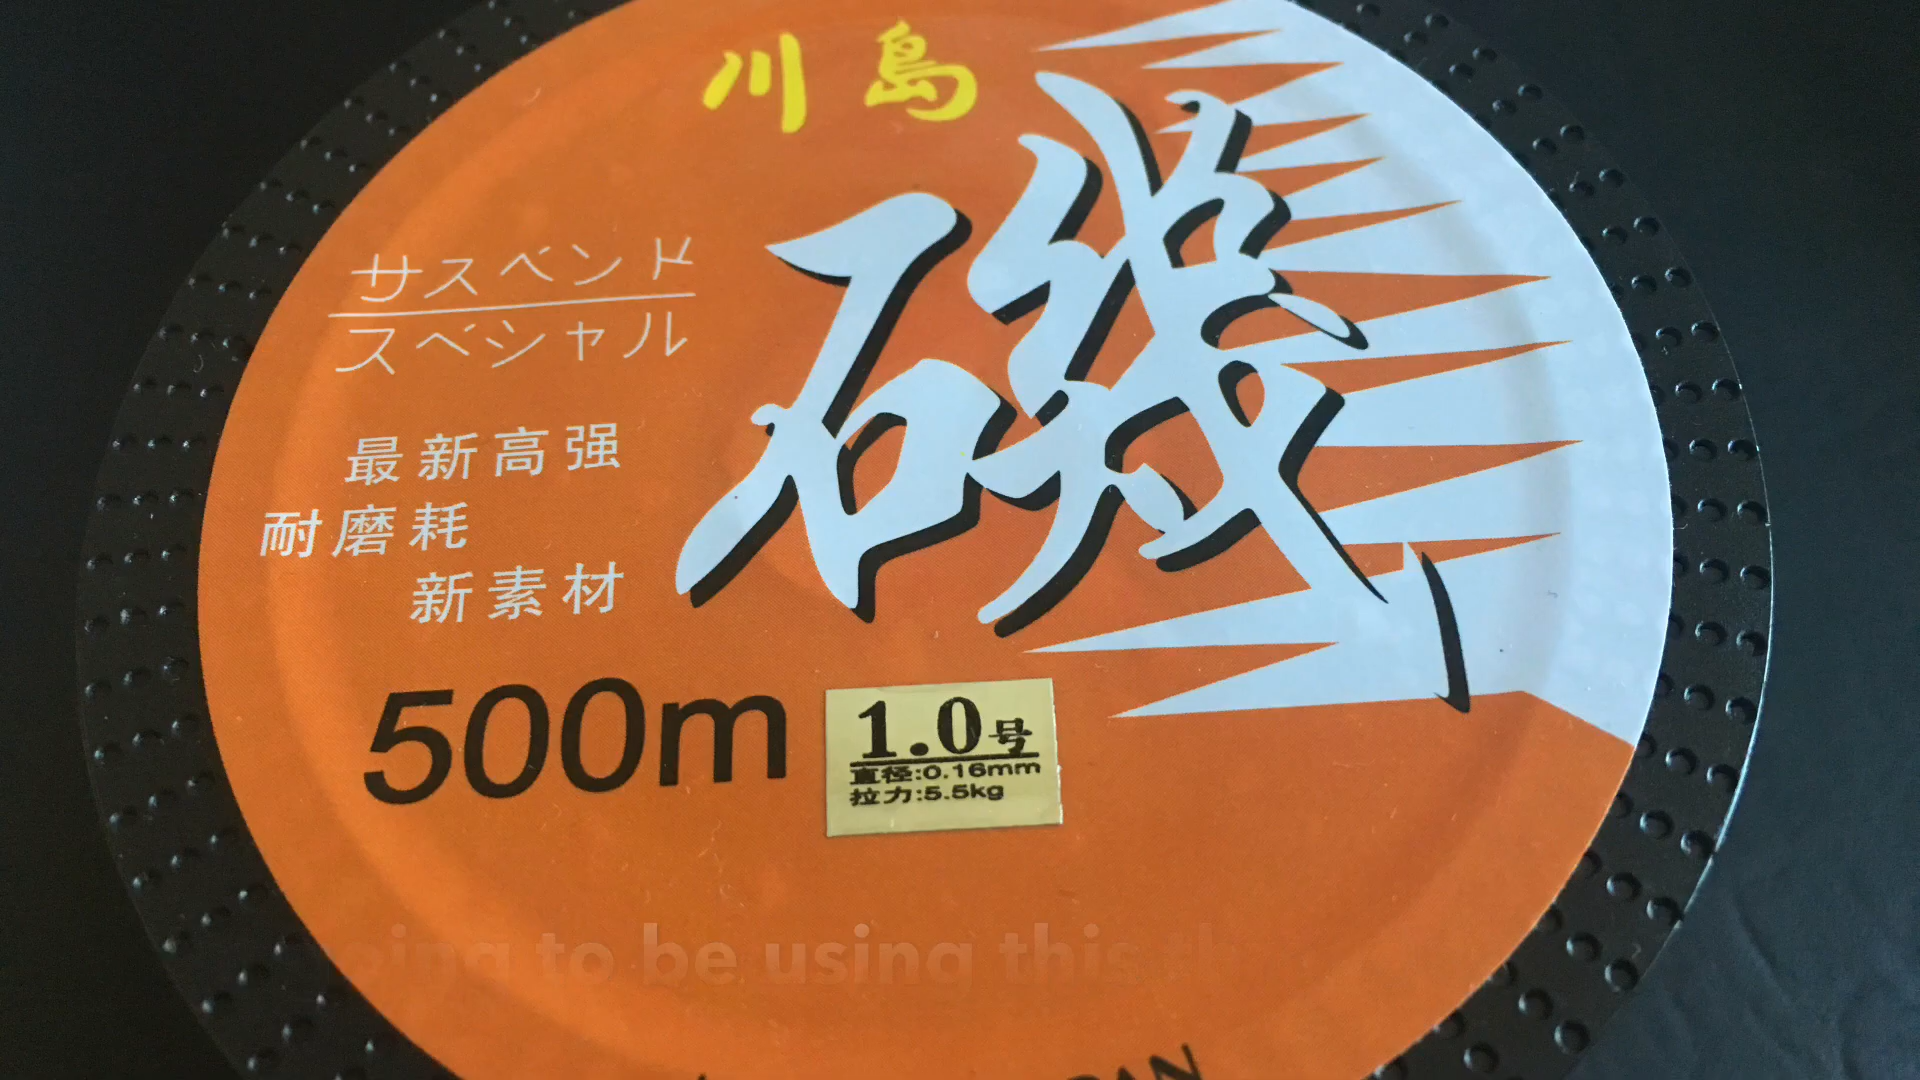 川島
磯
サスペンド
スペシャル
最新高强
耐磨耗
新素材
500m
1.0号
直径:0.16mm
拉力:5.5kg
going to be using this